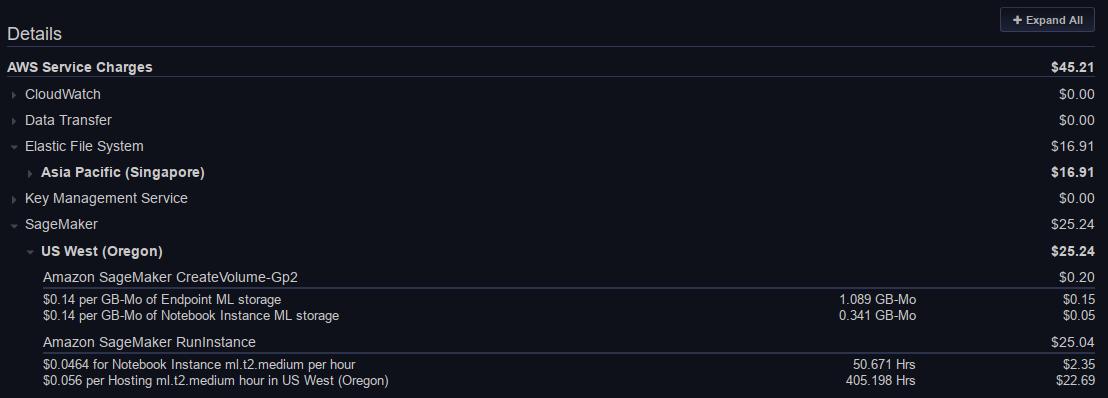 + Expand All
Details
AWS Service Charges $45.21
CloudWatch $0.00
Data Transfer $0.00
Elastic File System $16.91
Asia Pacific (Singapore) $16.91
Key Management Service $0.00
SageMaker $25.24
US West (Oregon) $25.24
Amazon SageMaker CreateVolume-Gp2 $0.20
$0.14 per GB-Mo of Endpoint ML storage 1.089 GB-Mo $0.15
$0.14 per GB-Mo of Notebook Instance ML storage 0.341 GB-Mo $0.05
Amazon SageMaker RunInstance $25.04
$0.0464 for Notebook Instance ml.t2.medium per hour 50.671 Hrs $2.35
$0.056 per Hosting ml.t2.medium hour in US West (Oregon) 405.198 Hrs $22.69